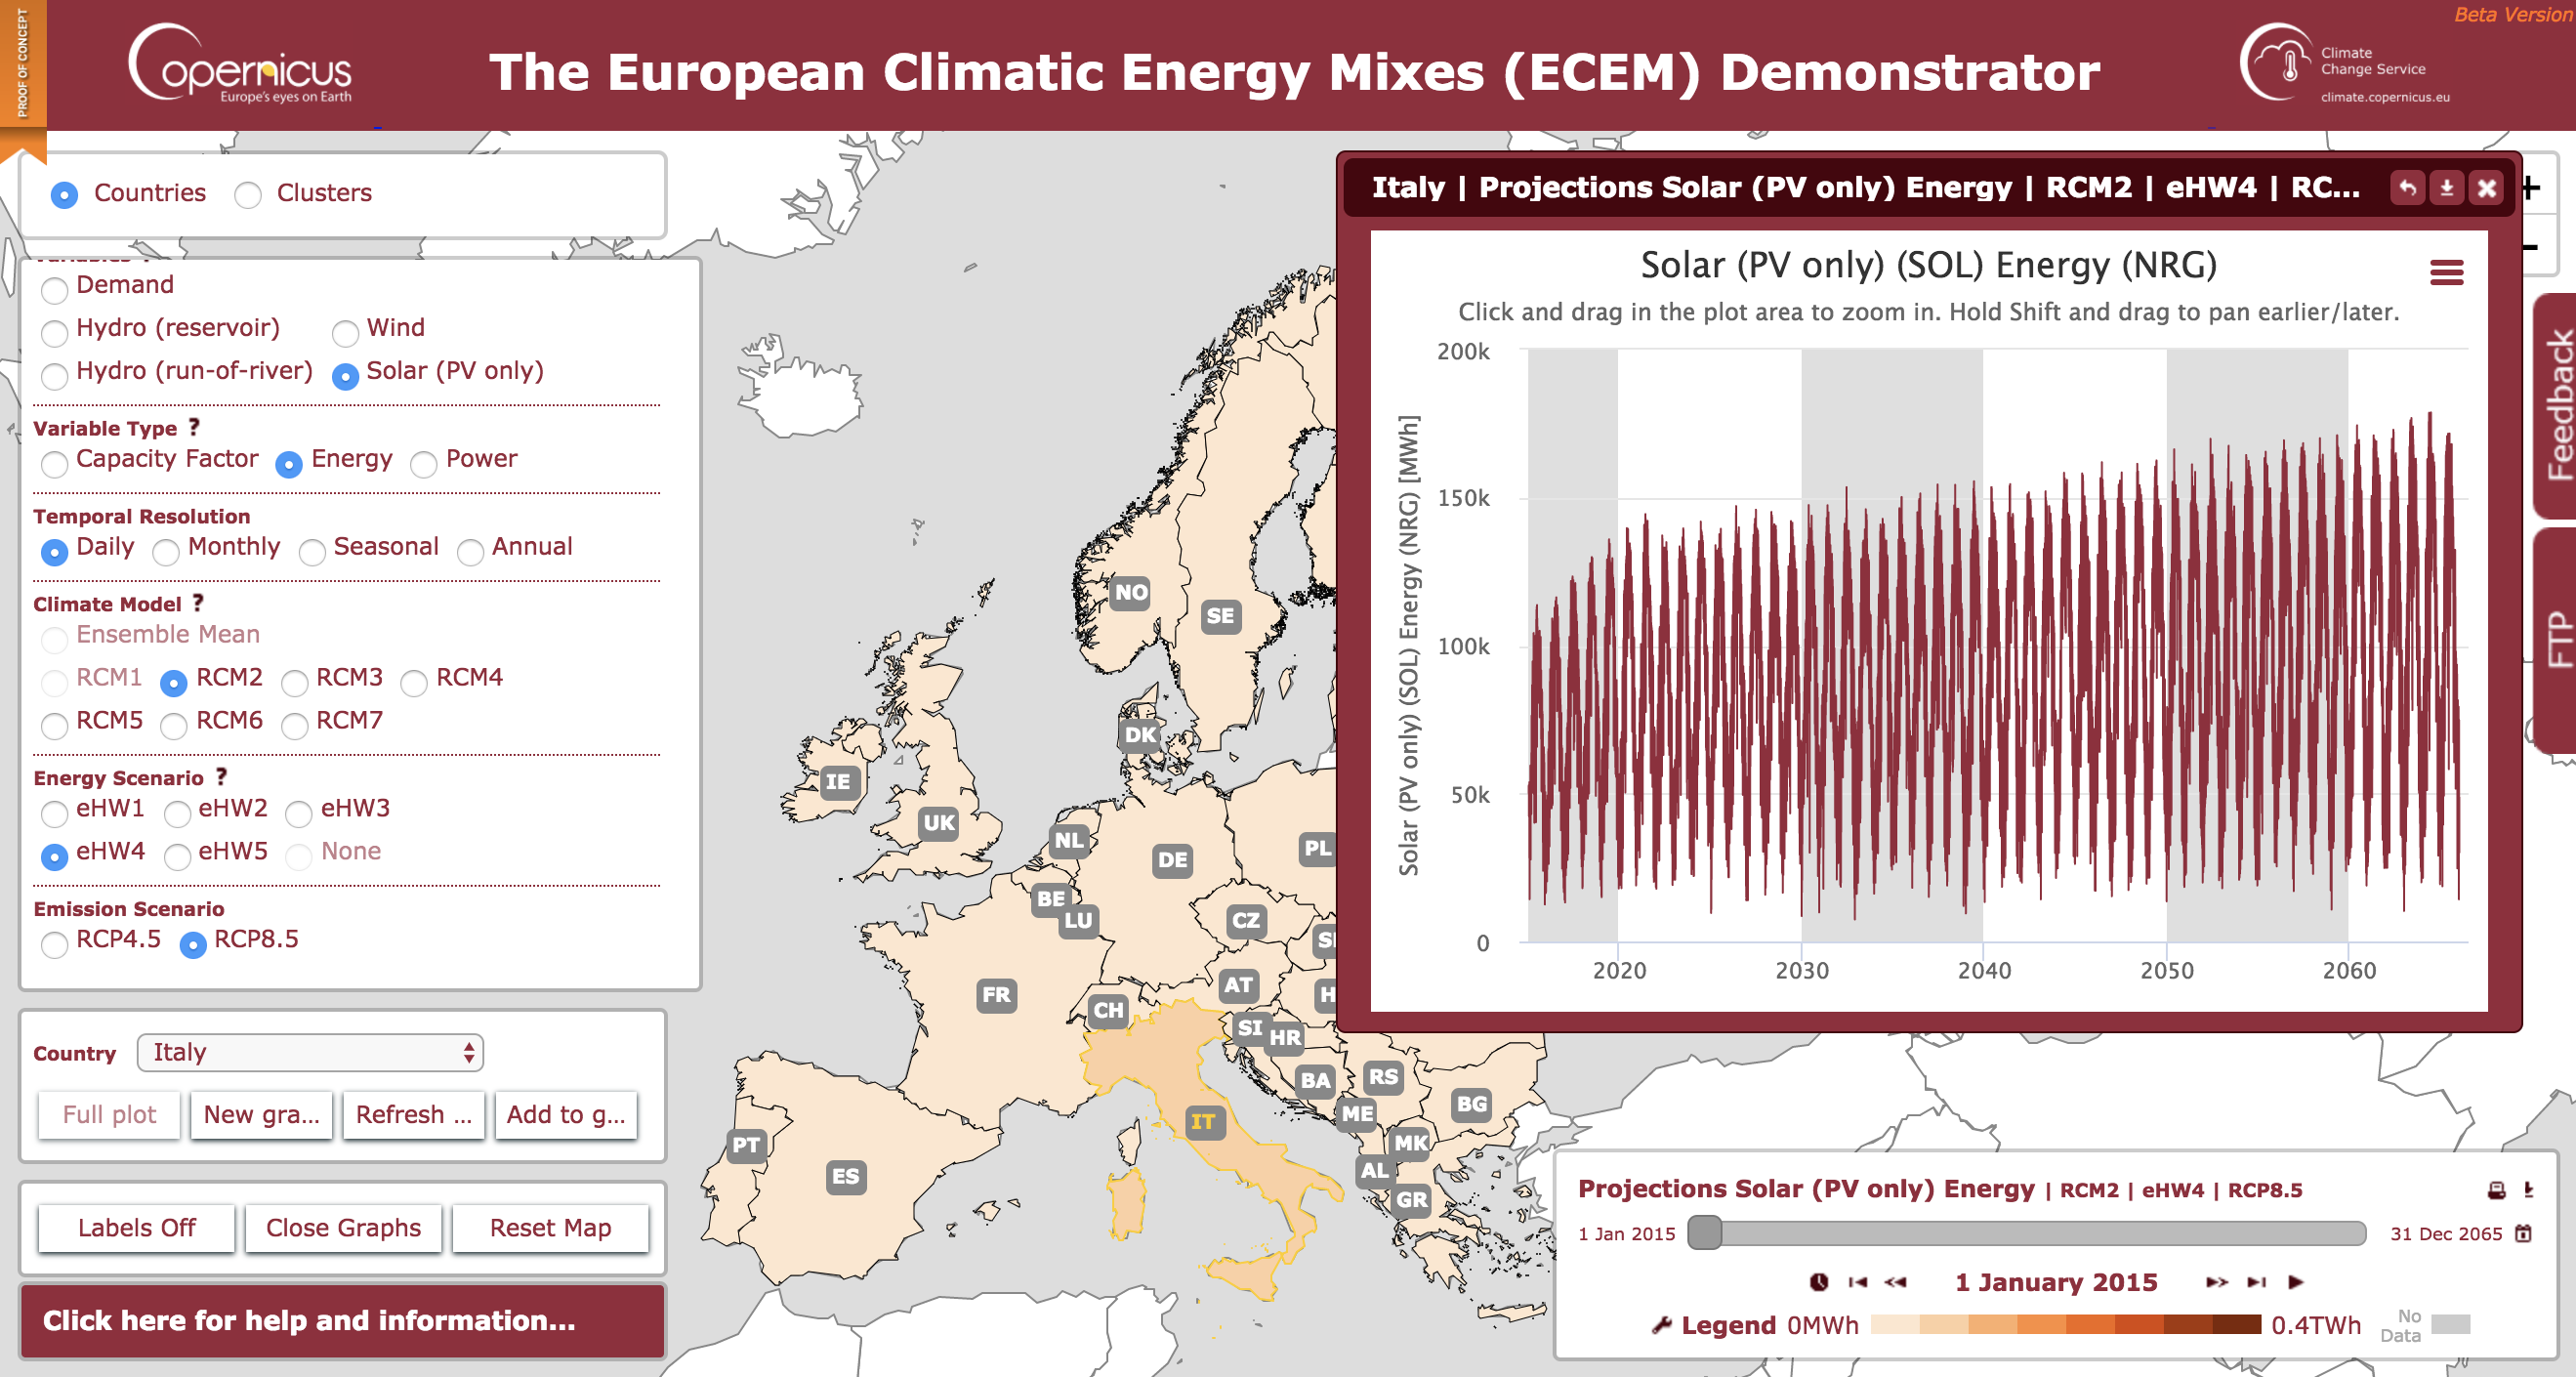 PROOF OF CONCEPT
Copernicus
Europe's eyes on Earth
The European Climatic Energy Mixes (ECEM) Demonstrator
Beta Version
Climate
Change Service
climate.copernicus.eu
Countries Clusters
Variables ?
Demand
Hydro (reservoir) Wind
Hydro (run-of-river) Solar (PV only)
Variable Type ?
Capacity Factor Energy Power
Temporal Resolution
Daily Monthly Seasonal Annual
Climate Model ?
Ensemble Mean
RCM1 RCM2 RCM3 RCM4
RCM5 RCM6 RCM7
Energy Scenario ?
eHW1 eHW2 eHW3
eHW4 eHW5 None
Emission Scenario
RCP4.5 RCP8.5
Country Italy
Full plot New gra... Refresh ... Add to g...
Labels Off Close Graphs Reset Map
Click here for help and information...
NO
SE
DK
IE
UK
NL
DE
PL
BE
LU
CZ
FR
CH
AT
SI
HR
BA
RS
ME
BG
IT
MK
AL
GR
PT
ES
Italy | Projections Solar (PV only) Energy | RCM2 | eHW4 | RC...
Solar (PV only) (SOL) Energy (NRG)
Click and drag in the plot area to zoom in. Hold Shift and drag to pan earlier/later.
Solar (PV only) (SOL) Energy (NRG) [MWh]
200k
150k
100k
50k
0
2020 2030 2040 2050 2060
+
−
Feedback
FTP
Projections Solar (PV only) Energy | RCM2 | eHW4 | RCP8.5
1 Jan 2015 31 Dec 2065
1 January 2015
Legend 0MWh 0.4TWh No
Data